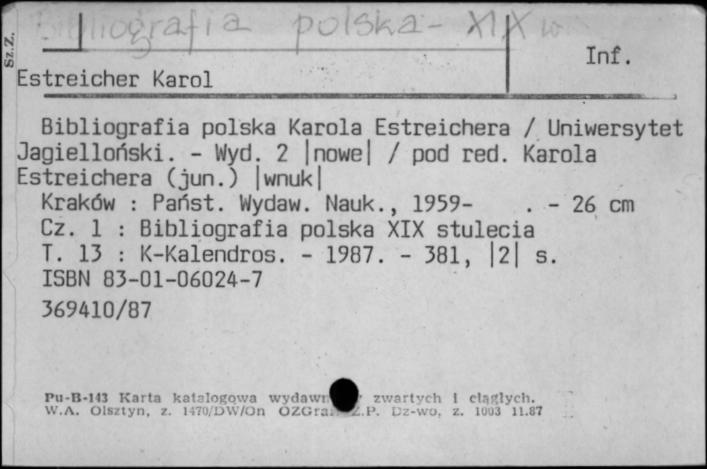 Bibliografia polska - XIX w
Sz.Z.
Inf.
Estreicher Karol
Bibliografia polska Karola Estreichera / Uniwersytet
Jagielloński. - Wyd. 2 |nowe| / pod red. Karola
Estreichera (jun.) |wnuk|
Kraków : Państ. Wydaw. Nauk., 1959- . - 26 cm
Cz. 1 : Bibliografia polska XIX stulecia
T. 13 : K-Kalendros. - 1987. - 381, |2| s.
ISBN 83-01-06024-7
369410/87
Pu-B-143 Karta katalogowa wydawn zwartych i ciągłych.
W.A. Olsztyn, z. 1470/DW/On OZGraf Z.P. Dz-wo, z. 1003 11.87